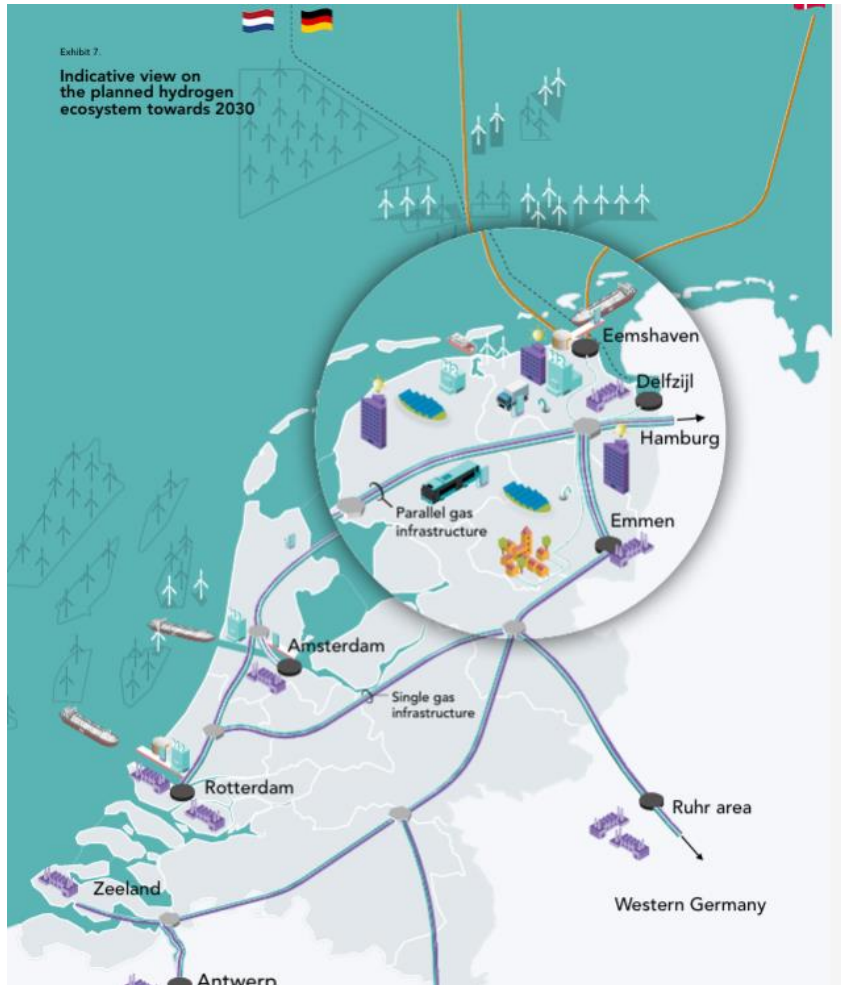 Exhibit 7.
Indicative view on
the planned hydrogen
ecosystem towards 2030
Eemshaven
Delfzijl
Hamburg
Parallel gas
infrastructure
Emmen
Amsterdam
Single gas
infrastructure
Rotterdam
Ruhr area
Zeeland
Western Germany
Antwerp